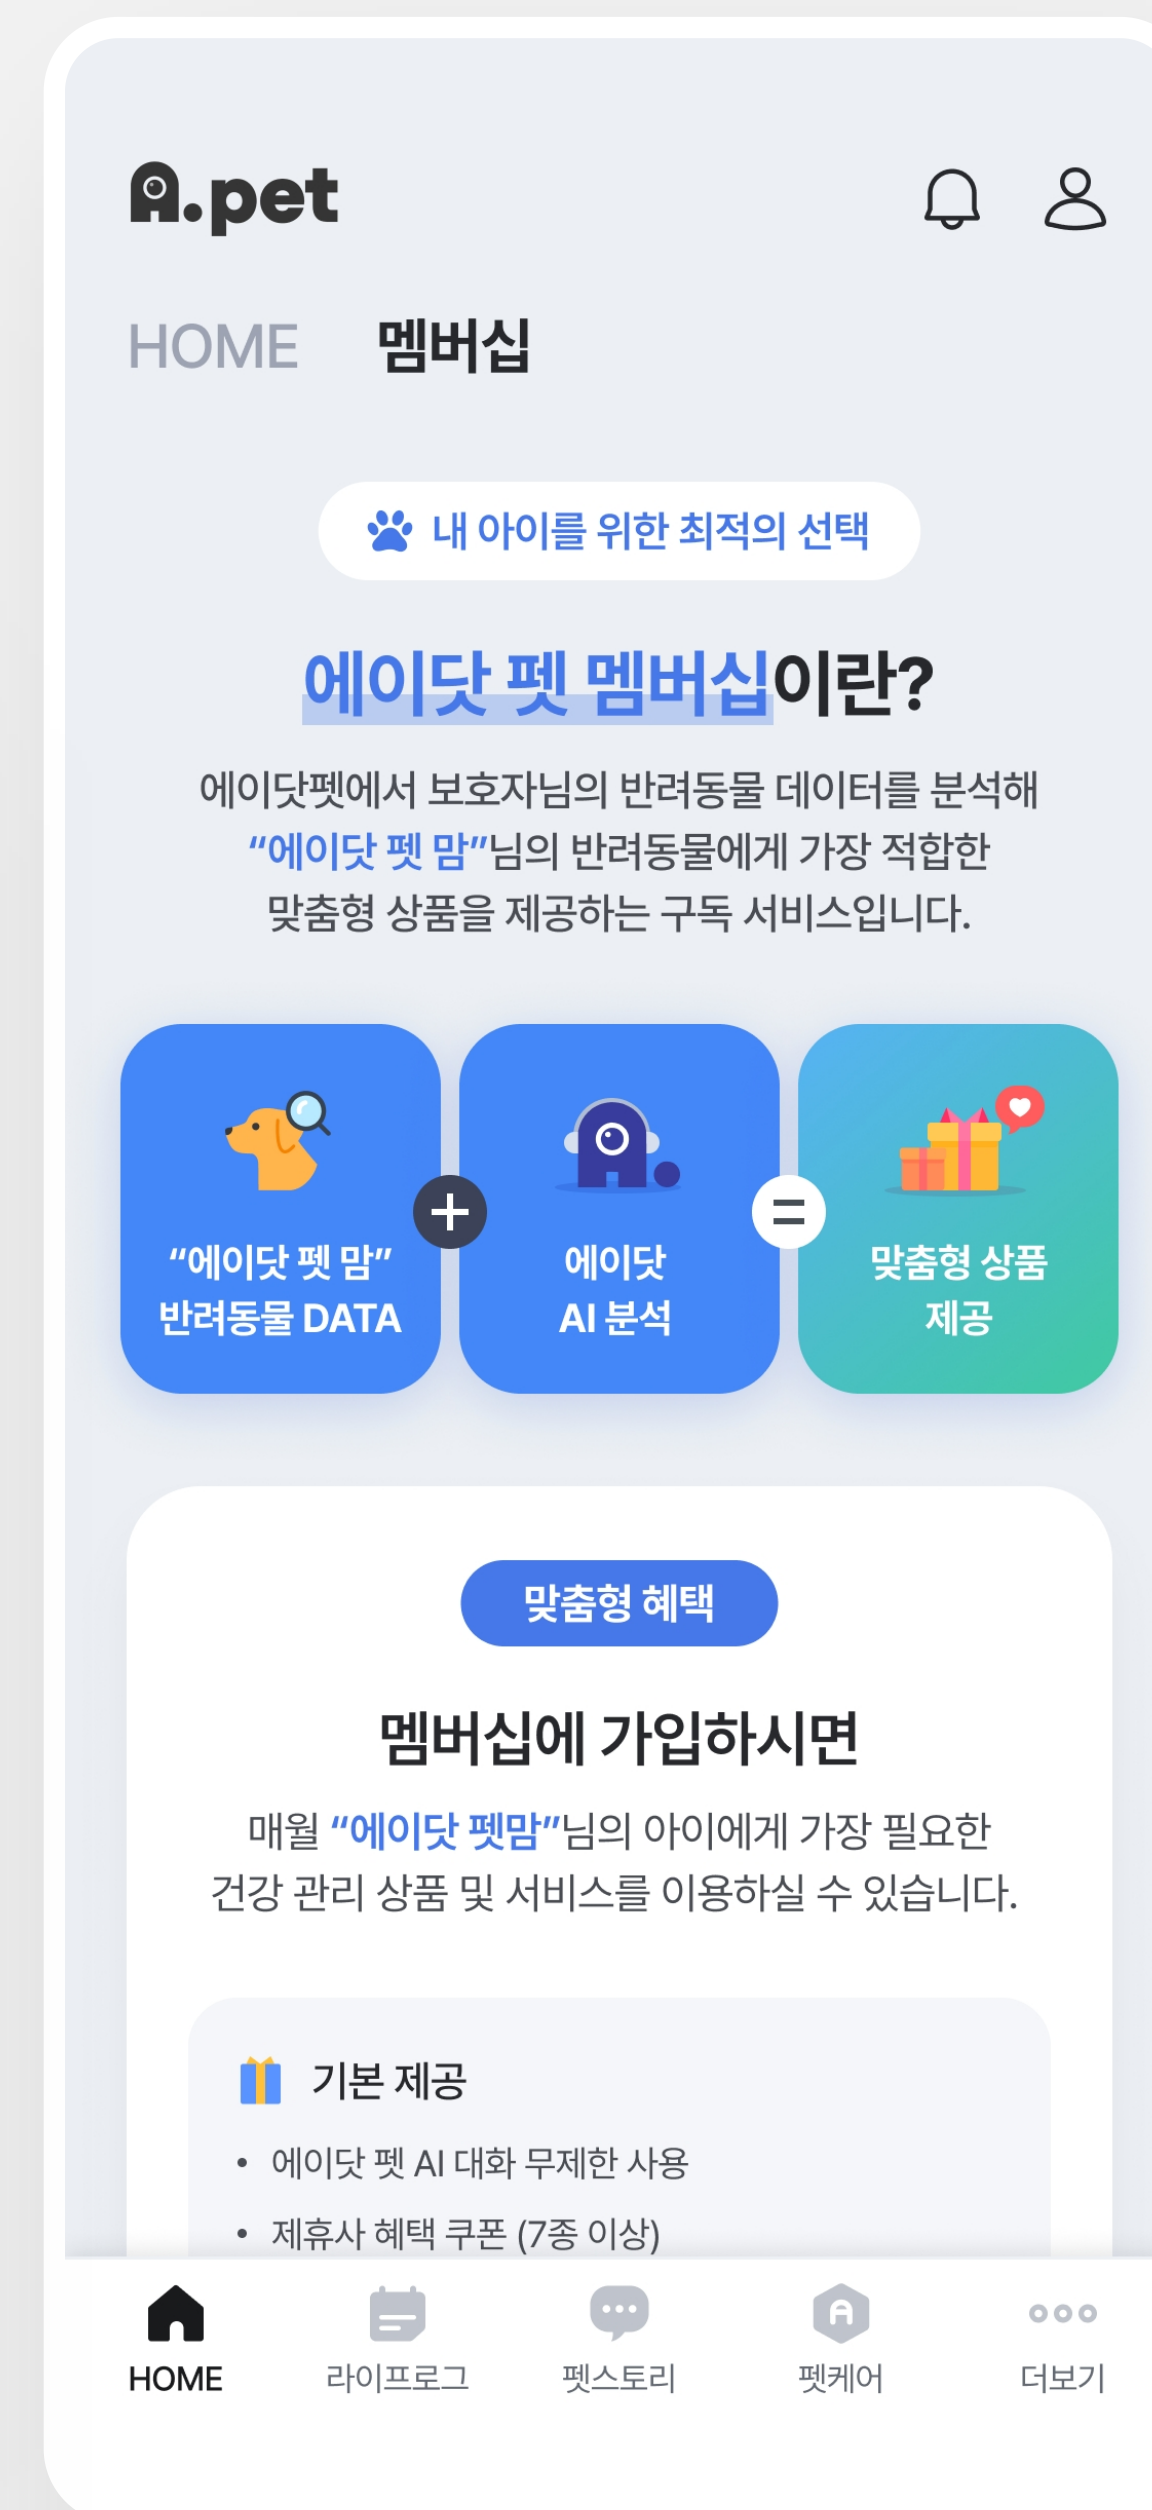 A.pet
HOME 멤버십
내 아이를 위한 최적의 선택
에이닷 펫 멤버십이란?
에이닷펫에서 보호자님의 반려동물 데이터를 분석해
“에이닷 펫 맘”님의 반려동물에게 가장 적합한
맞춤형 상품을 제공하는 구독 서비스입니다.
“에이닷 펫 맘”
반려동물 DATA
+
에이닷
AI 분석
=
맞춤형 상품
제공
맞춤형 혜택
멤버십에 가입하시면
매월 “에이닷 펫맘”님의 아이에게 가장 필요한
건강 관리 상품 및 서비스를 이용하실 수 있습니다.
기본 제공
• 에이닷 펫 AI 대화 무제한 사용
• 제휴사 혜택 쿠폰 (7종 이상)
HOME 라이프로그 펫스토리 펫케어 더보기